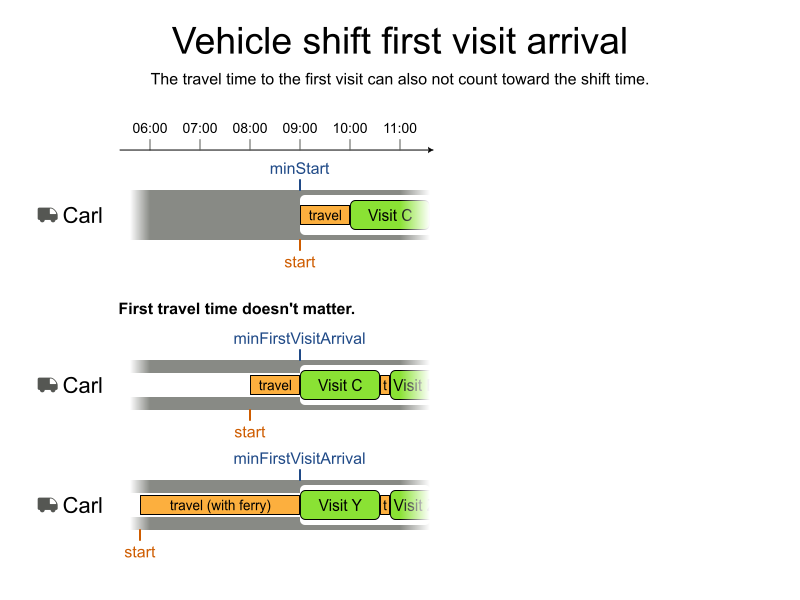 Vehicle shift first visit arrival
The travel time to the first visit can also not count toward the shift time.
06:00 07:00 08:00 09:00 10:00 11:00
minStart
Carl travel Visit C
start
First travel time doesn't matter.
minFirstVisitArrival
Carl travel Visit C t Visit
start
minFirstVisitArrival
Carl travel (with ferry) Visit Y t Visit
start